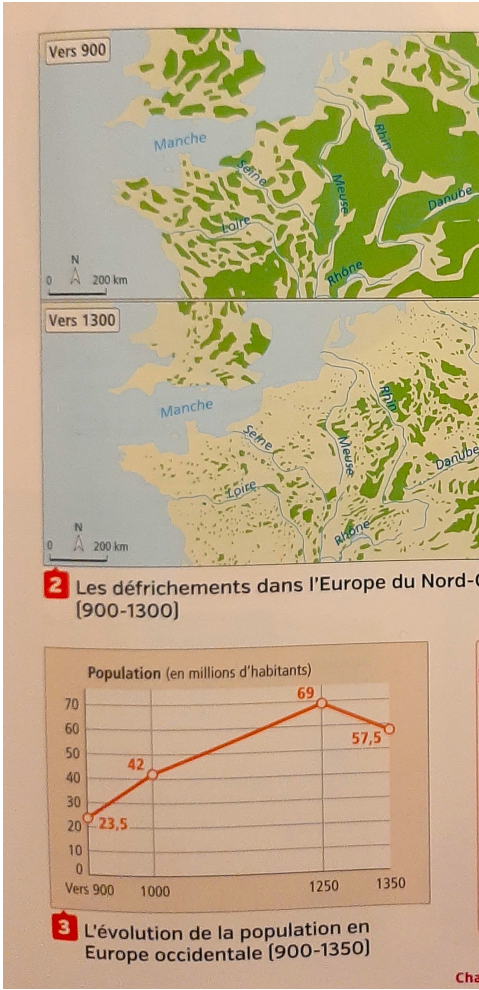 Vers 900
Manche
Seine
Rhin
Meuse
Danube
Loire
Rhône
N
0 200 km
Vers 1300
Manche
Seine
Rhin
Meuse
Danube
Loire
Rhône
N
0 200 km
2 Les défrichements dans l'Europe du Nord-
(900-1300)
Population (en millions d'habitants)
70
60
50
40
30
20
10
0
69
57,5
42
23,5
Vers 900 1000 1250 1350
3 L'évolution de la population en
Europe occidentale (900-1350)
Cha